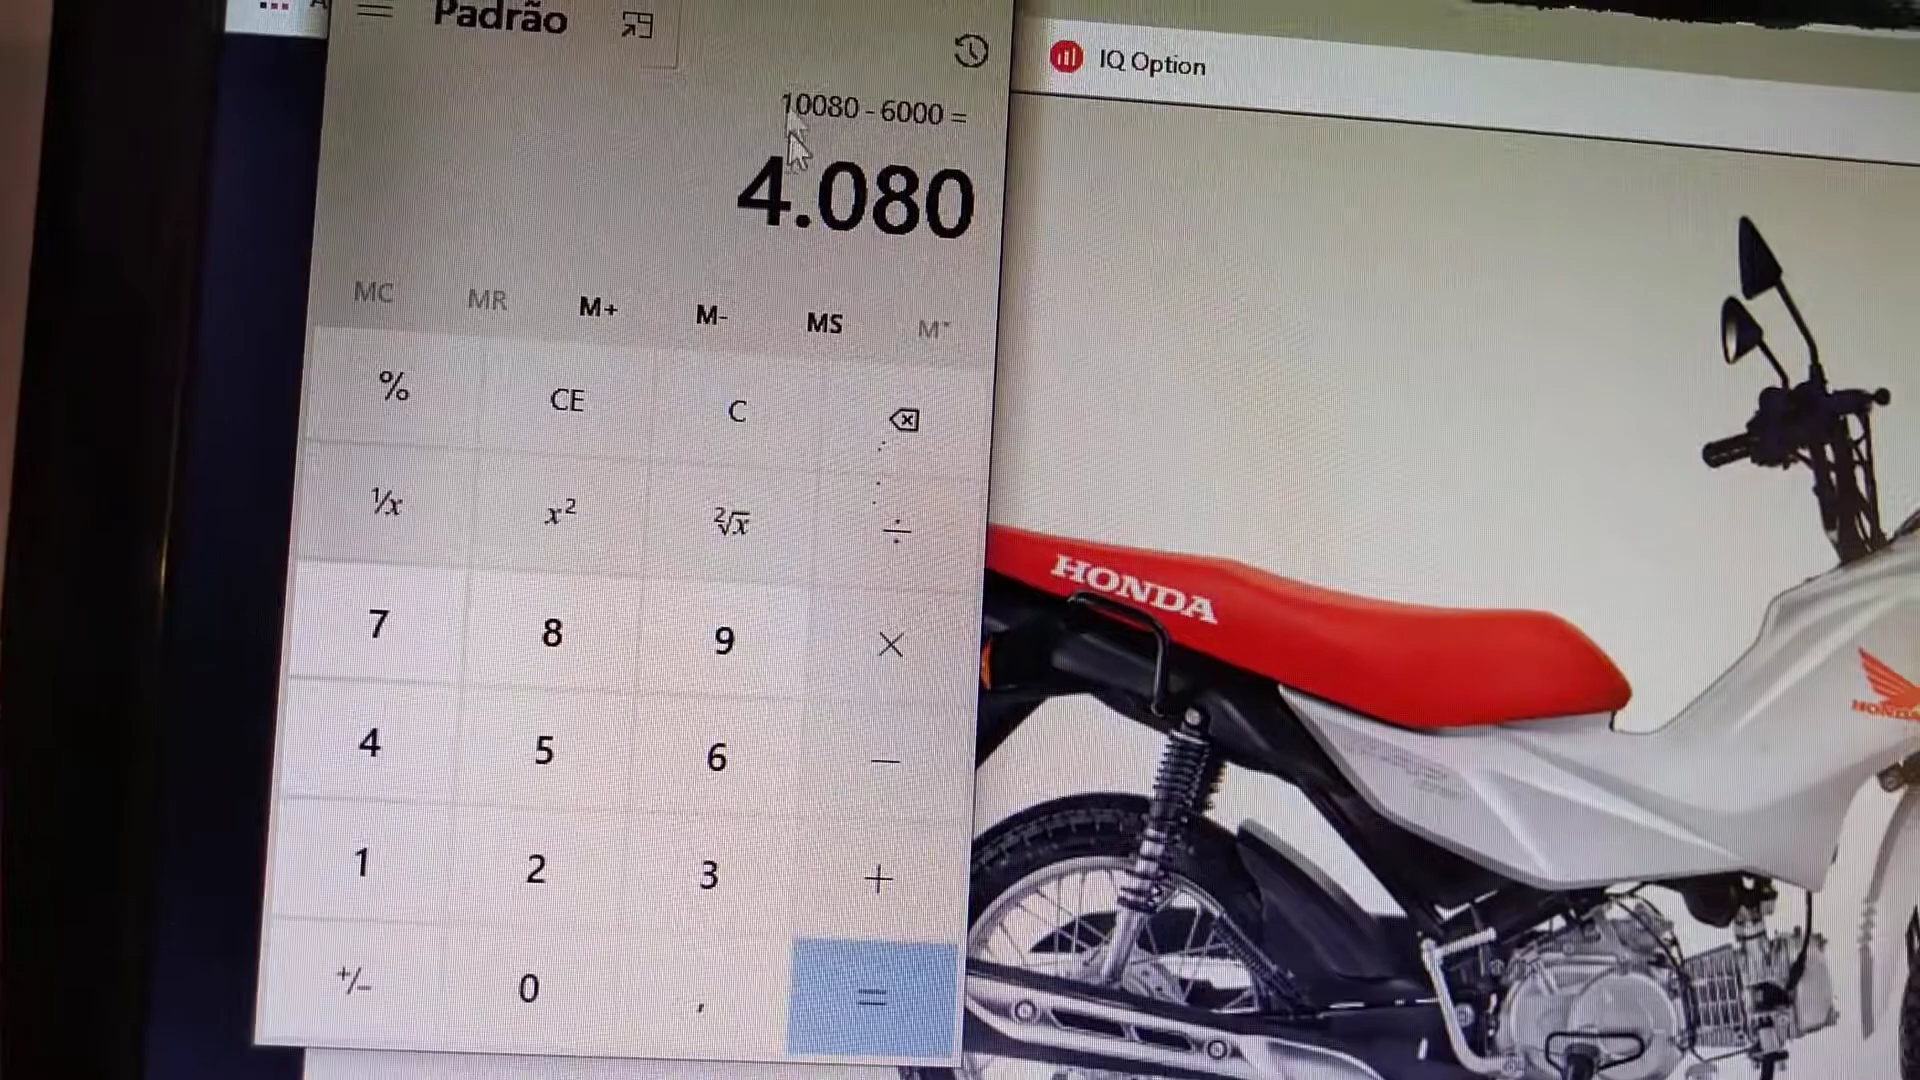 Padrão
IQ Option
10080 - 6000 =
4.080
MC MR M+ M- MS M˅
% CE C
⅟x x² ²√x ÷
7 8 9 ×
4 5 6 −
1 2 3 +
+/− 0 , =
HONDA
HONDA